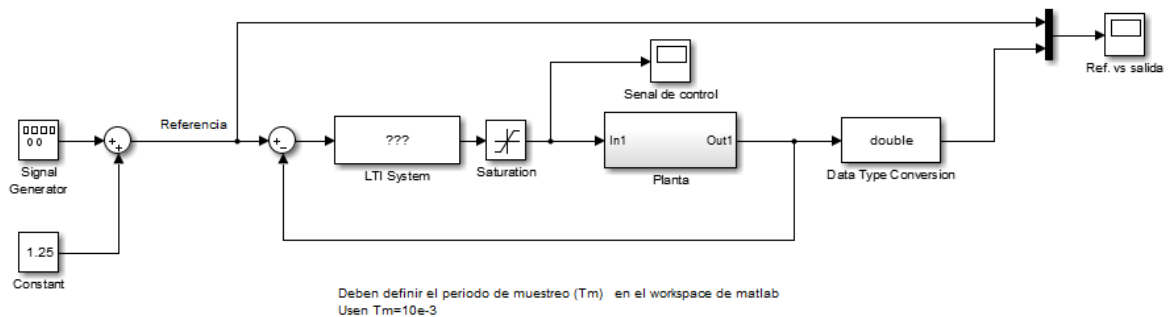 Ref. vs salida
Senal de control
Referencia
Signal
Generator
???
LTI System
Saturation
In1
Out1
Planta
double
Data Type Conversion
1.25
Constant
Deben definir el periodo de muestreo (Tm) en el workspace de matlab
Usen Tm=10e-3